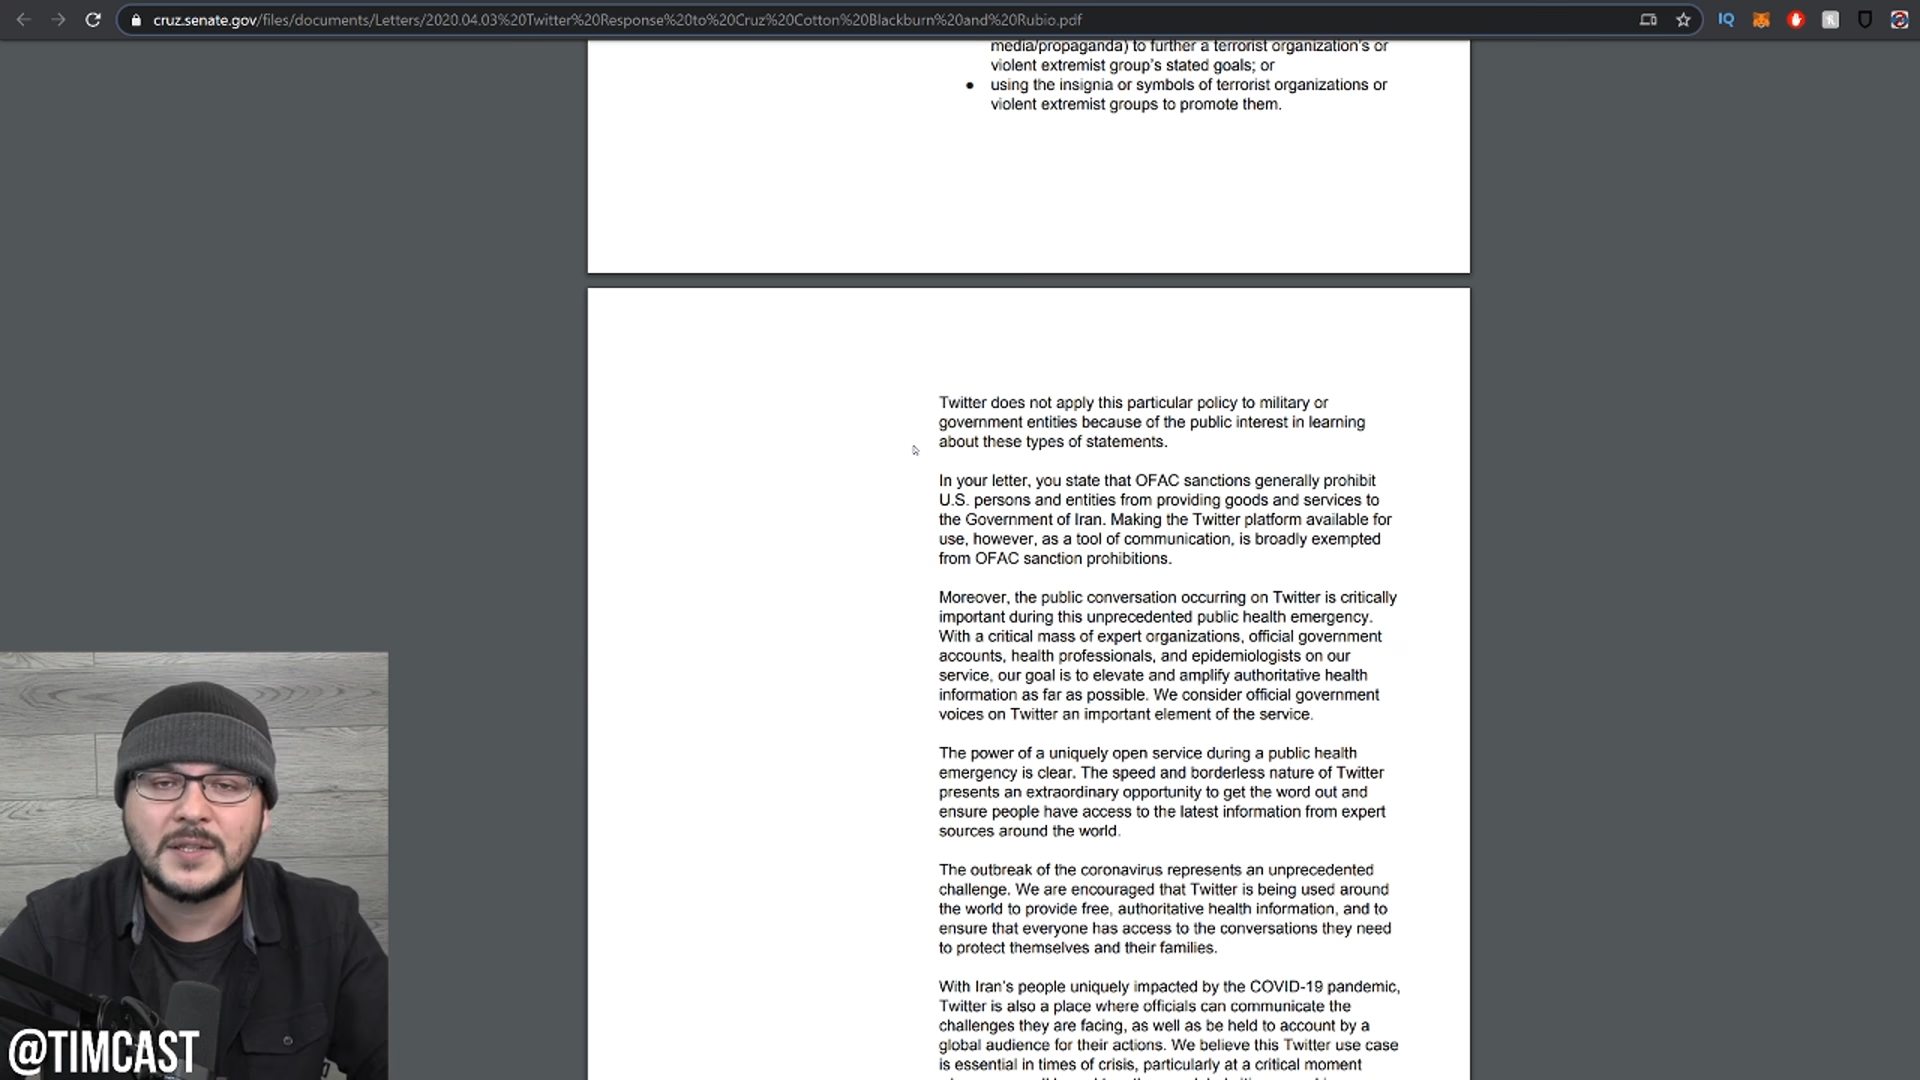 cruz.senate.gov/files/documents/Letters/2020.04.03%20Twitter%20Response%20to%20Cruz%20Cotton%20Blackburn%20and%20Rubio.pdf
IQ
media/propaganda) to further a terrorist organization's or
violent extremist group's stated goals; or
● using the insignia or symbols of terrorist organizations or
violent extremist groups to promote them.
Twitter does not apply this particular policy to military or
government entities because of the public interest in learning
about these types of statements.
In your letter, you state that OFAC sanctions generally prohibit
U.S. persons and entities from providing goods and services to
the Government of Iran. Making the Twitter platform available for
use, however, as a tool of communication, is broadly exempted
from OFAC sanction prohibitions.
Moreover, the public conversation occurring on Twitter is critically
important during this unprecedented public health emergency.
With a critical mass of expert organizations, official government
accounts, health professionals, and epidemiologists on our
service, our goal is to elevate and amplify authoritative health
information as far as possible. We consider official government
voices on Twitter an important element of the service.
The power of a uniquely open service during a public health
emergency is clear. The speed and borderless nature of Twitter
presents an extraordinary opportunity to get the word out and
ensure people have access to the latest information from expert
sources around the world.
The outbreak of the coronavirus represents an unprecedented
challenge. We are encouraged that Twitter is being used around
the world to provide free, authoritative health information, and to
ensure that everyone has access to the conversations they need
to protect themselves and their families.
With Iran's people uniquely impacted by the COVID-19 pandemic,
Twitter is also a place where officials can communicate the
challenges they are facing, as well as be held to account by a
global audience for their actions. We believe this Twitter use case
is essential in times of crisis, particularly at a critical moment
@TIMCAST